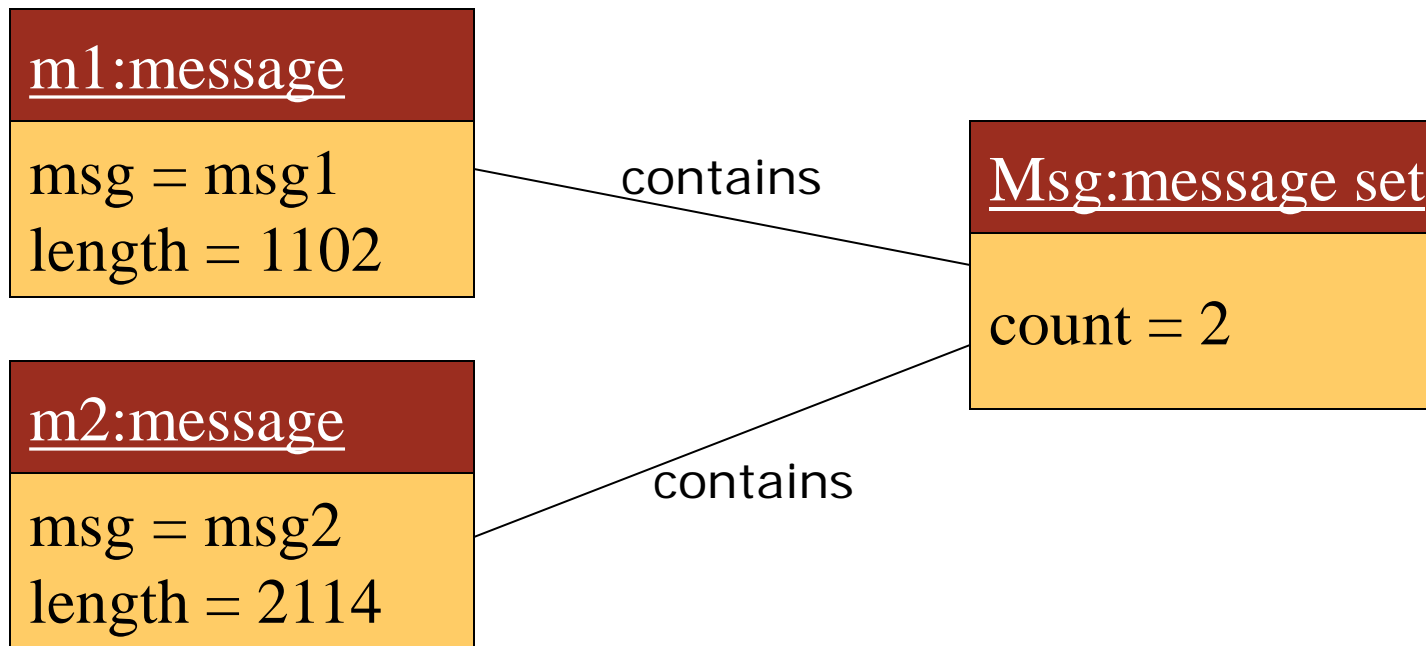 m1:message
msg = msg1
length = 1102
contains
Msg:message set
count = 2
m2:message
msg = msg2
length = 2114
contains